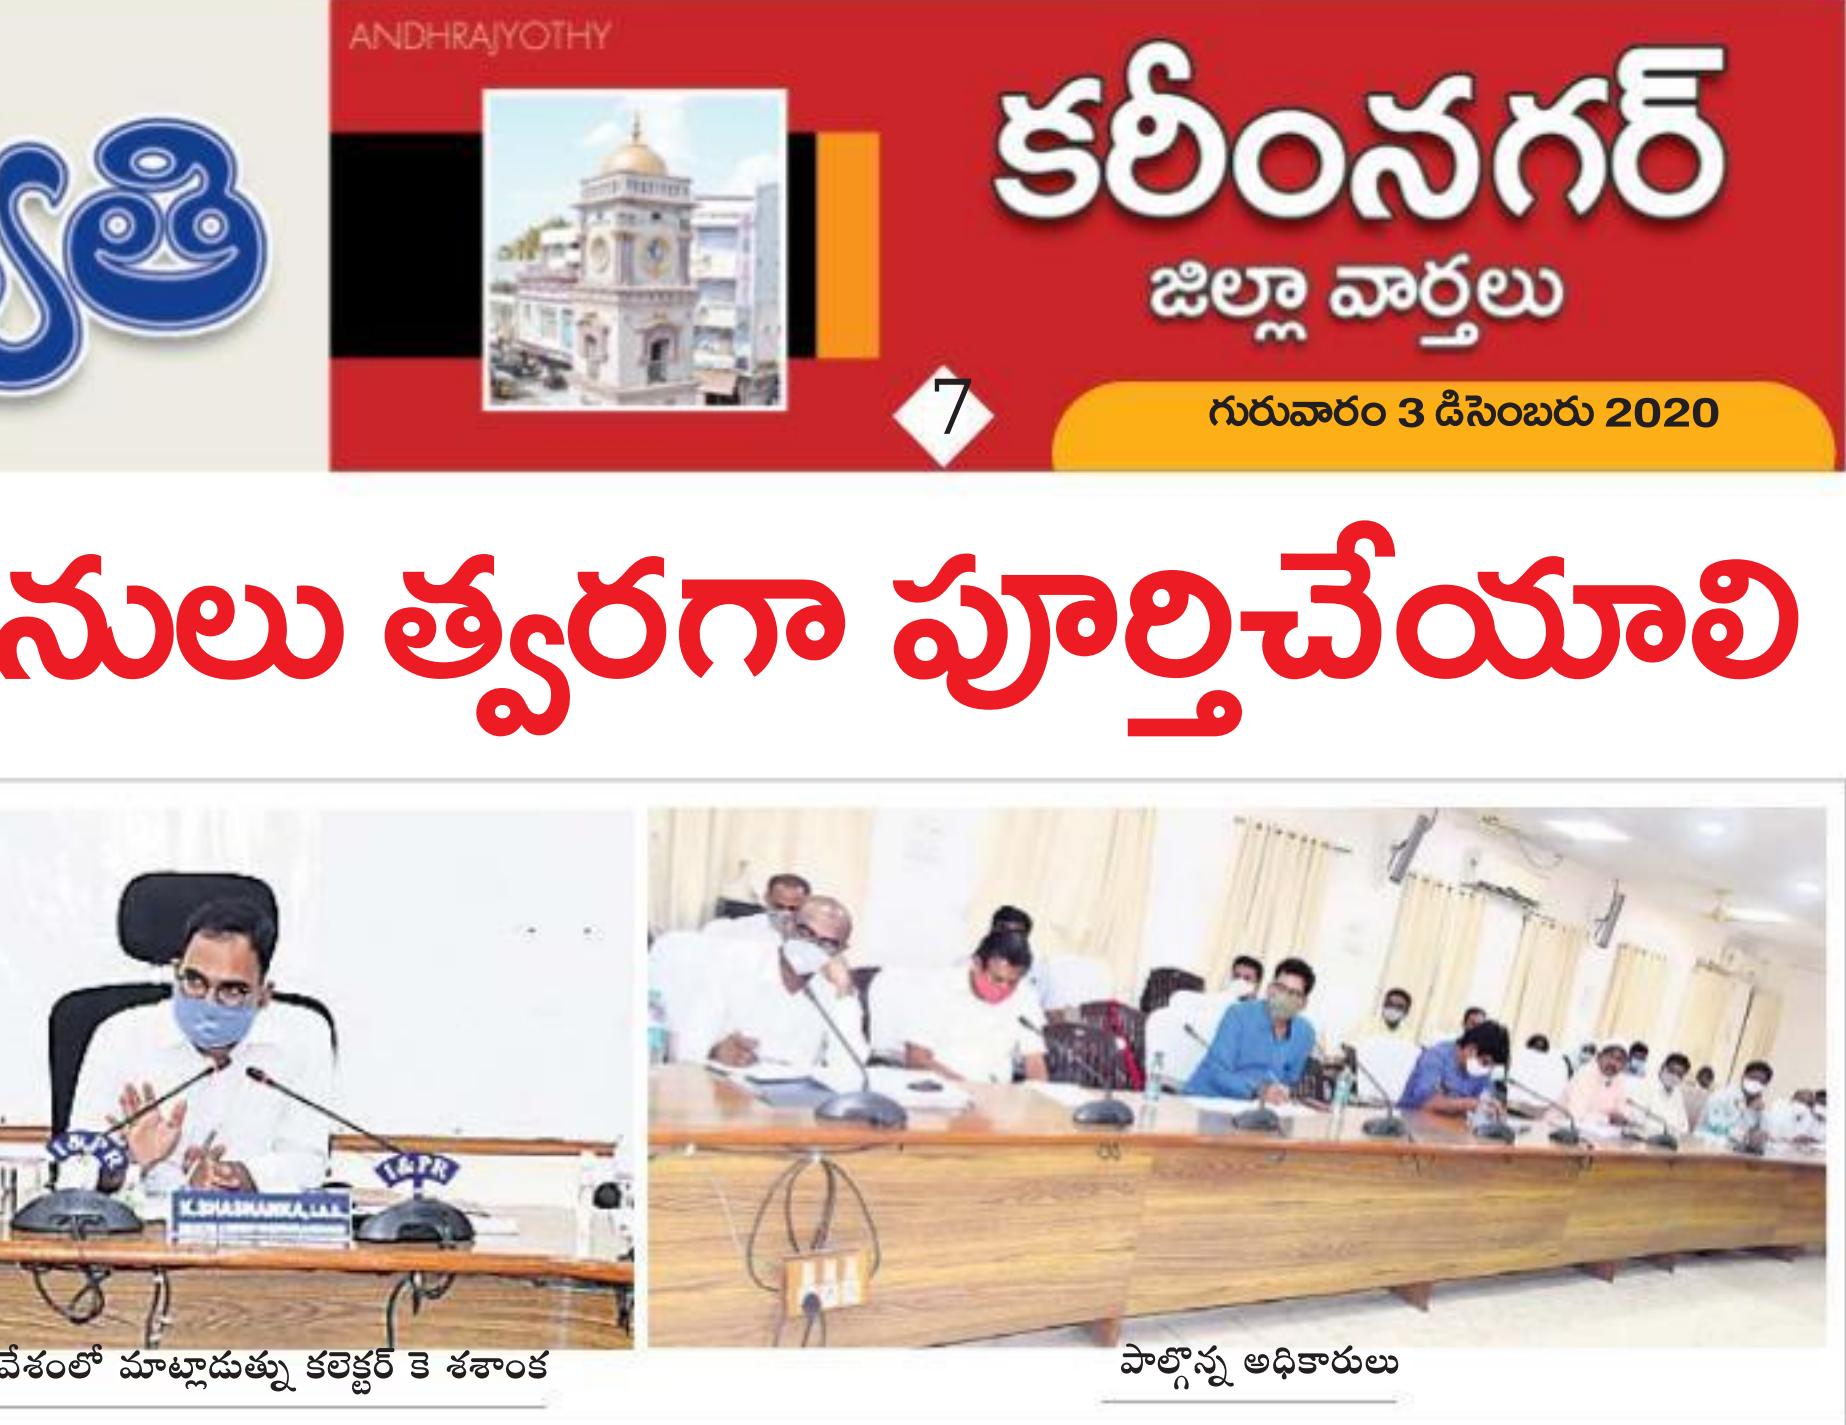 ANDHRAJYOTHY
కరీంనగర్
జిల్లా వార్తలు
7
గురువారం 3 డిసెంబరు 2020
నులు త్వరగా పూర్తిచేయాలి
I&PR
I&PR
K.SHASHANKA, I.A.S.
వేశంలో మాట్లాడుత్ను కలెక్టర్ కె శశాంక
పాల్గొన్న అధికారులు